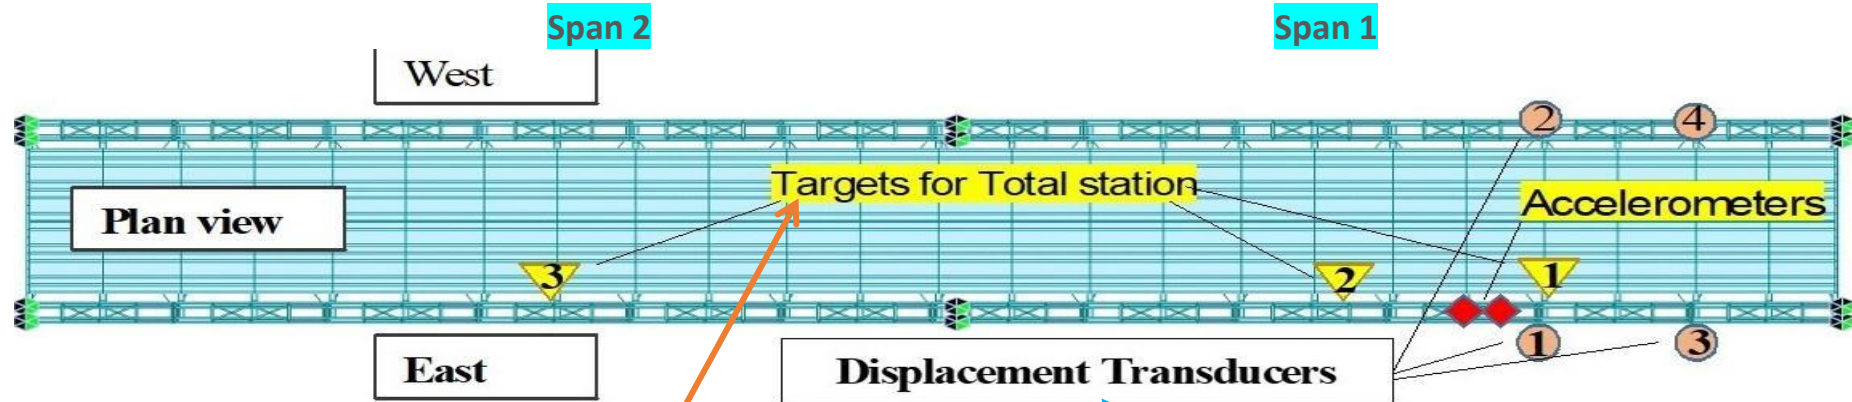 Span 2
Span 1
West
2
4
Targets for Total station
Accelerometers
Plan view
3
2
1
1
3
East
Displacement Transducers